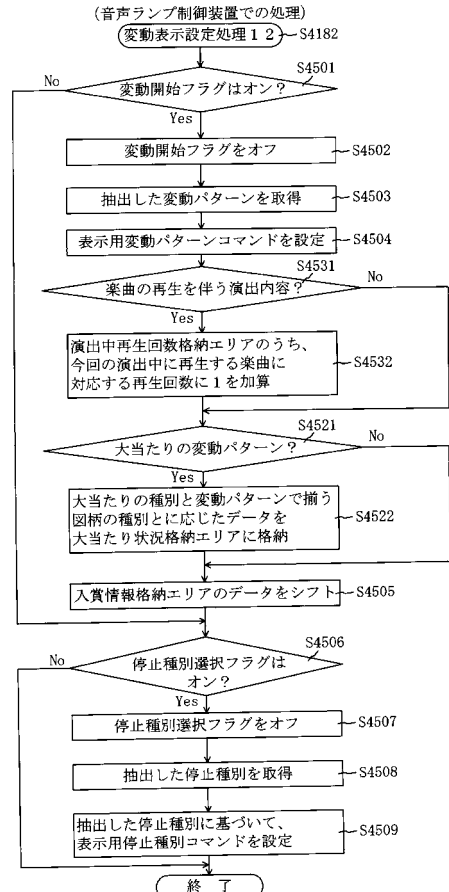 (音声ランプ制御装置での処理)
変動表示設定処理１２
S4182
S4501
No
変動開始フラグはオン？
Yes
変動開始フラグをオフ
S4502
抽出した変動パターンを取得
S4503
表示用変動パターンコマンドを設定
S4504
S4531
No
楽曲の再生を伴う演出内容？
Yes
演出中再生回数格納エリアのうち、
今回の演出中に再生する楽曲に
対応する再生回数に１を加算
S4532
S4521
No
大当たりの変動パターン？
Yes
大当たりの種別と変動パターンで揃う
図柄の種別とに応じたデータを
大当たり状況格納エリアに格納
S4522
入賞情報格納エリアのデータをシフト
S4505
S4506
No
停止種別選択フラグは
オン？
Yes
停止種別選択フラグをオフ
S4507
抽出した停止種別を取得
S4508
抽出した停止種別に基づいて、
表示用停止種別コマンドを設定
S4509
終 了